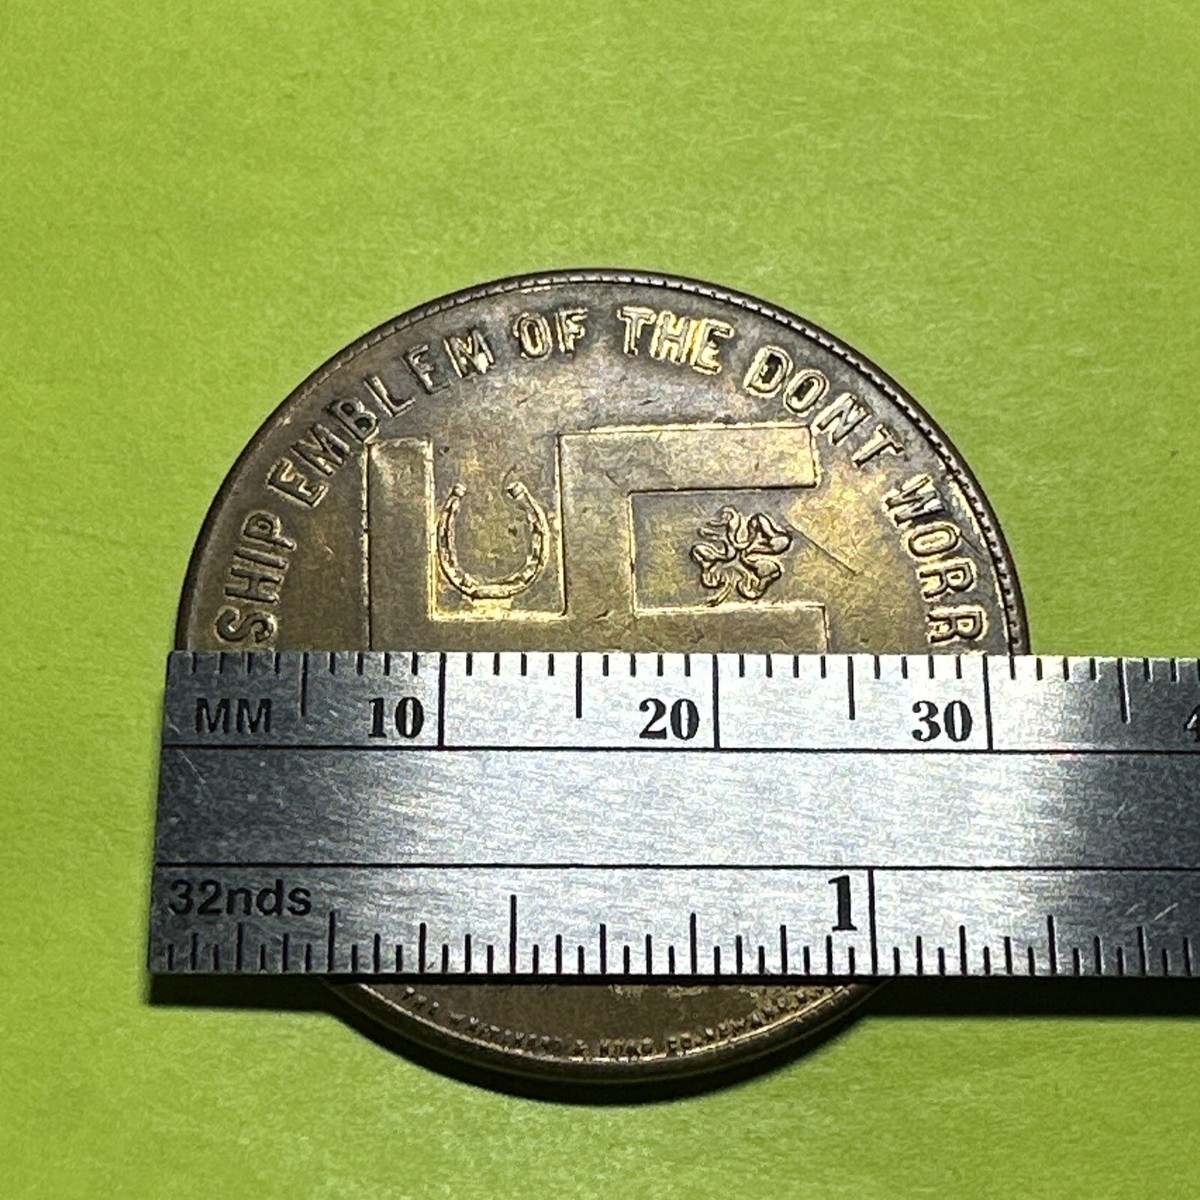 SHIP EMBLEM OF THE DONT WORR
MM 10 20 30
32nds 1